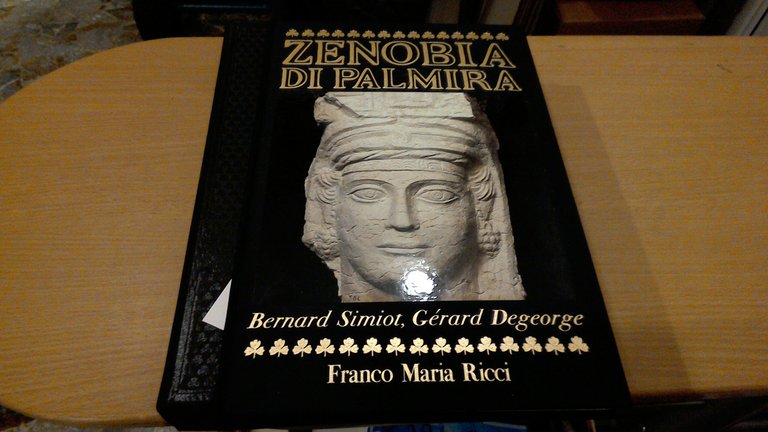 ZENOBIA
DI PALMIRA
Bernard Simiot, Gérard Degeorge
Franco Maria Ricci